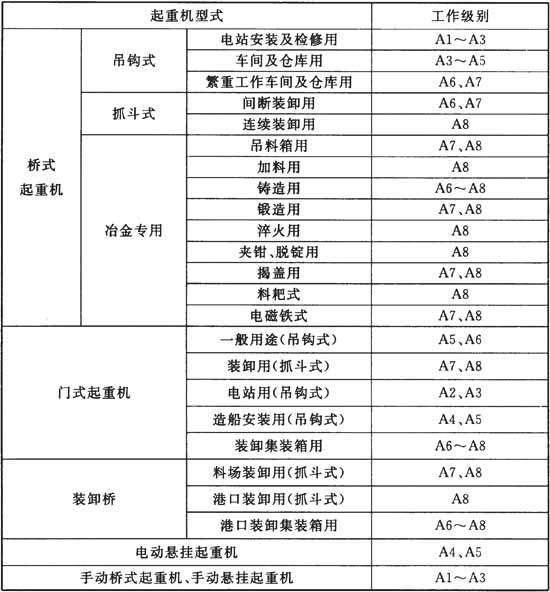 起重机型式 工作级别
桥式起重机 吊钩式 电站安装及检修用 A1～A3
车间及仓库用 A3～A5
繁重工作车间及仓库用 A6、A7
抓斗式 间断装卸用 A6、A7
连续装卸用 A8
冶金专用 吊料箱用 A7、A8
加料用 A8
铸造用 A6～A8
锻造用 A7、A8
淬火用 A8
夹钳、脱锭用 A8
揭盖用 A7、A8
料耙式 A8
电磁铁式 A7、A8
门式起重机 一般用途(吊钩式) A5、A6
装卸用(抓斗式) A7、A8
电站用(吊钩式) A2、A3
造船安装用(吊钩式) A4、A5
装卸集装箱用 A6～A8
装卸桥 料场装卸用(抓斗式) A7、A8
港口装卸用(抓斗式) A8
港口装卸集装箱用 A6～A8
电动悬挂起重机 A4、A5
手动桥式起重机、手动悬挂起重机 A1～A3